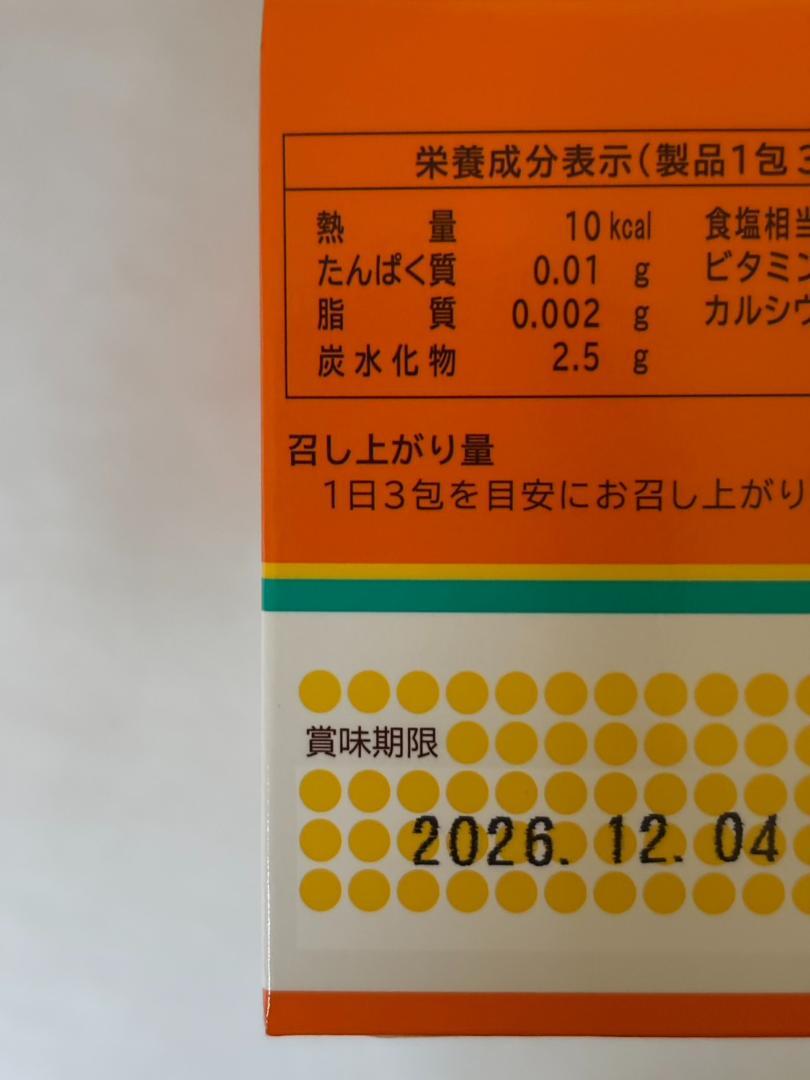 栄養成分表示(製品1包3
熱量 10kcal 食塩相当
たんぱく質 0.01 g ビタミン
脂質 0.002 g カルシウ
炭水化物 2.5 g
召し上がり量
1日3包を目安にお召し上がり
賞味期限
2026. 12. 04